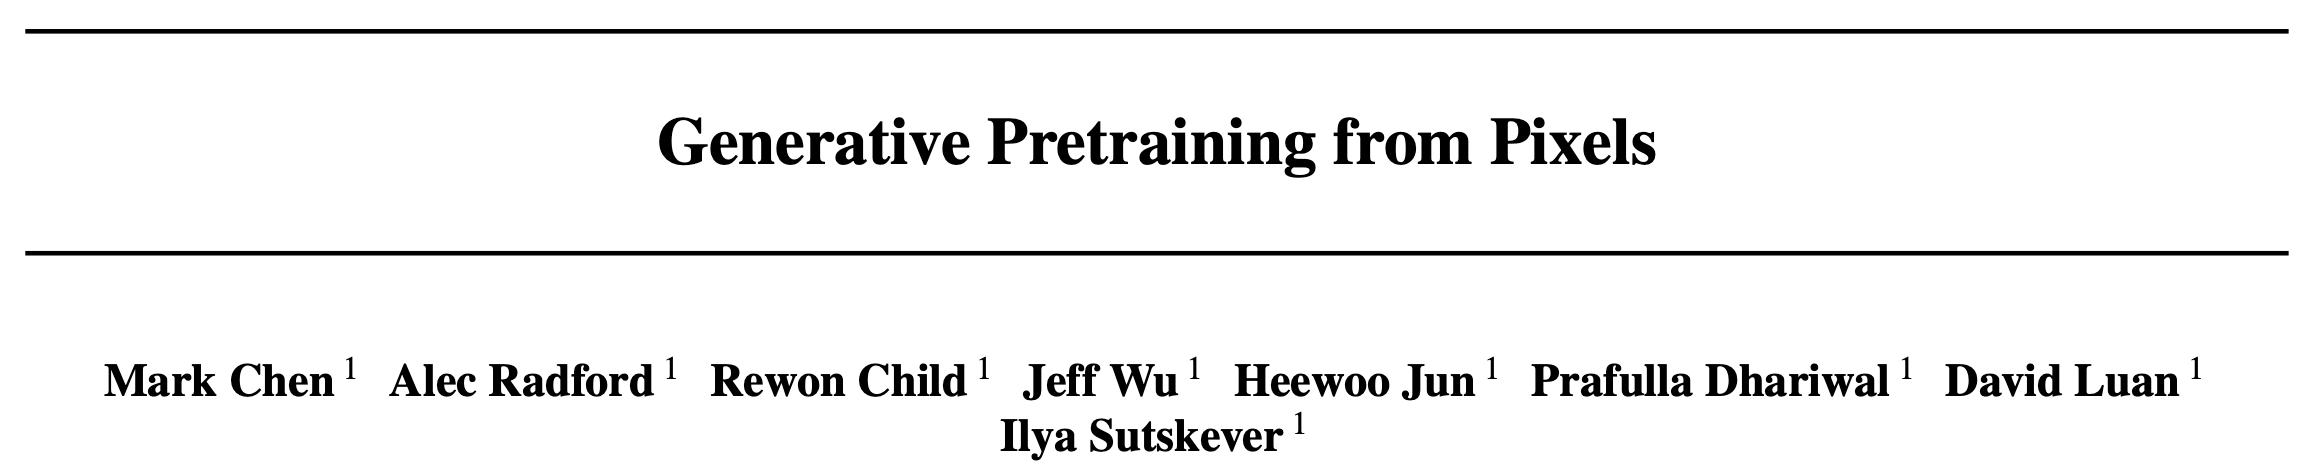 Generative Pretraining from Pixels
Mark Chen 1 Alec Radford 1 Rewon Child 1 Jeff Wu 1 Heewoo Jun 1 Prafulla Dhariwal 1 David Luan 1
Ilya Sutskever 1